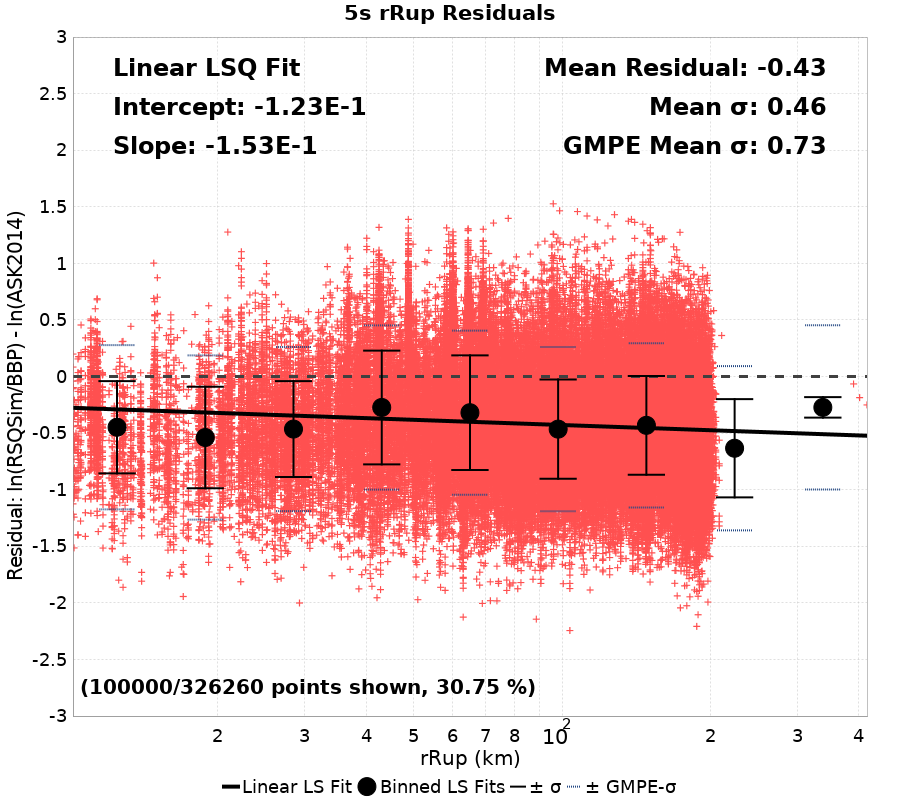 5s rRup Residuals
Linear LSQ Fit
Intercept: -1.23E-1
Slope: -1.53E-1
Mean Residual: -0.43
Mean σ: 0.46
GMPE Mean σ: 0.73
Residual: ln(RSQSim/BBP) - ln(ASK2014)
3
2.5
2
1.5
1
0.5
0
-0.5
-1
-1.5
-2
-2.5
-3
(100000/326260 points shown, 30.75 %)
2 3 4 5 6 7 8 10² 2 3 4
rRup (km)
Linear LS Fit Binned LS Fits ± σ ± GMPE-σ